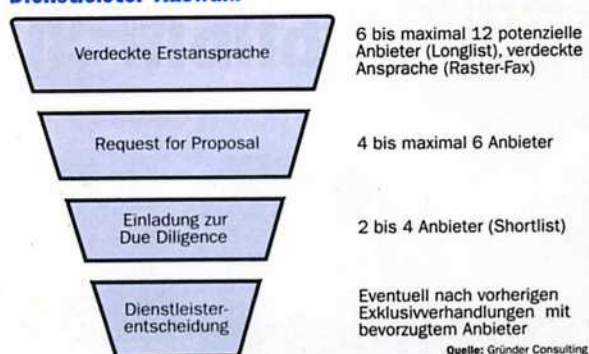 Dienstleister-Auswahl
Verdeckte Erstansprache
6 bis maximal 12 potenzielle
Anbieter (Longlist), verdeckte
Ansprache (Raster-Fax)
Request for Proposal
4 bis maximal 6 Anbieter
Einladung zur
Due Diligence
2 bis 4 Anbieter (Shortlist)
Dienstleister-
entscheidung
Eventuell nach vorherigen
Exklusivverhandlungen mit
bevorzugtem Anbieter
Quelle: Gründer Consulting